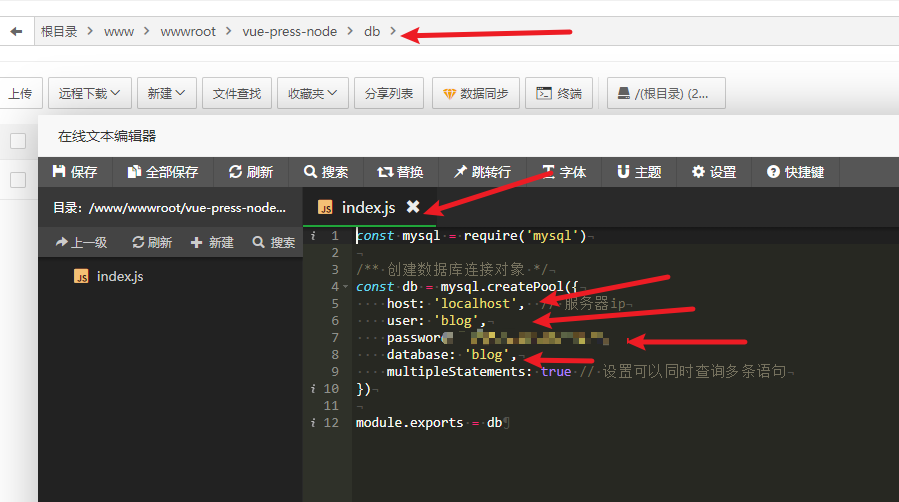 根目录 > www > wwwroot > vue-press-node > db >
上传 远程下载 新建 文件查找 收藏夹 分享列表 数据同步 终端 /(根目录) (2...
在线文本编辑器
保存 全部保存 刷新 搜索 替换 跳转行 字体 主题 设置 快捷键
目录: /www/wwwroot/vue-press-node...
上一级 刷新 新建 搜索
index.js
JS index.js
i 1 const mysql = require('mysql')
2
3 /** 创建数据库连接对象 */
4 const db = mysql.createPool({
5 host: 'localhost', // 服务器ip
6 user: 'blog',
7
8 database: 'blog',
9 multipleStatements: true // 设置可以同时查询多条语句
i 10 })
11
i 12 module.exports = db